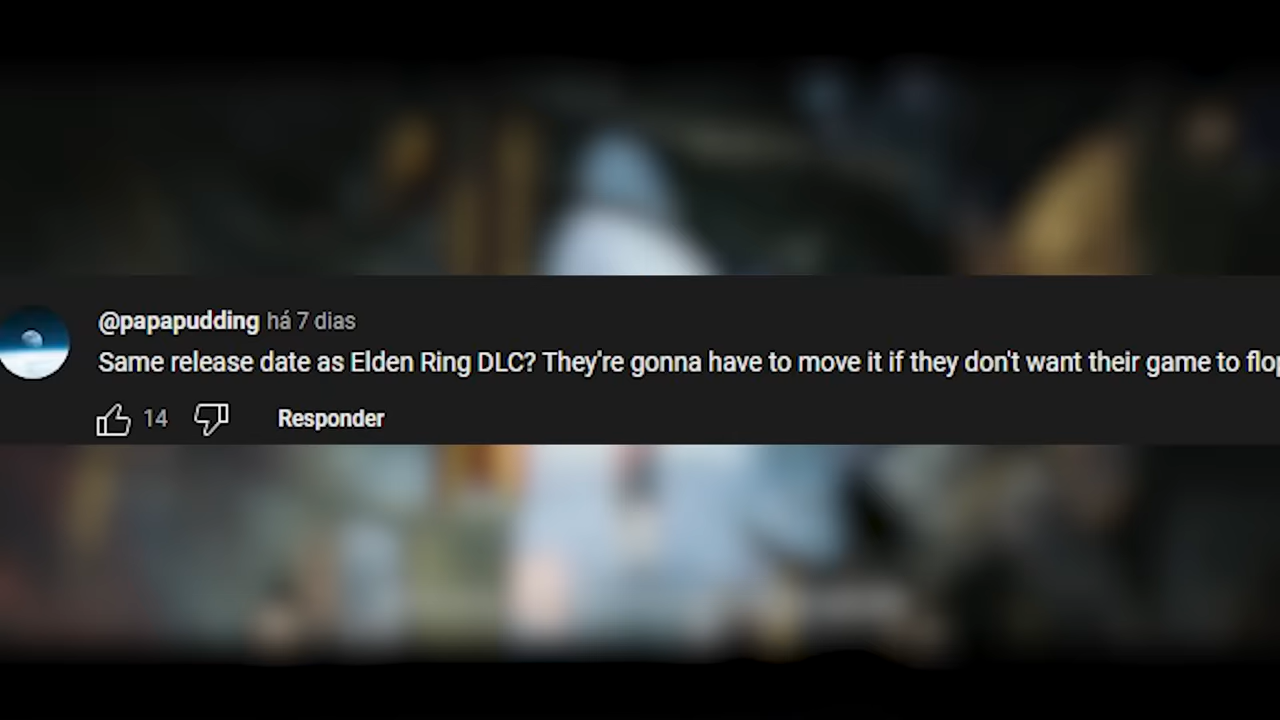 @papapudding há 7 dias
Same release date as Elden Ring DLC? They're gonna have to move it if they don't want their game to
14
Responder